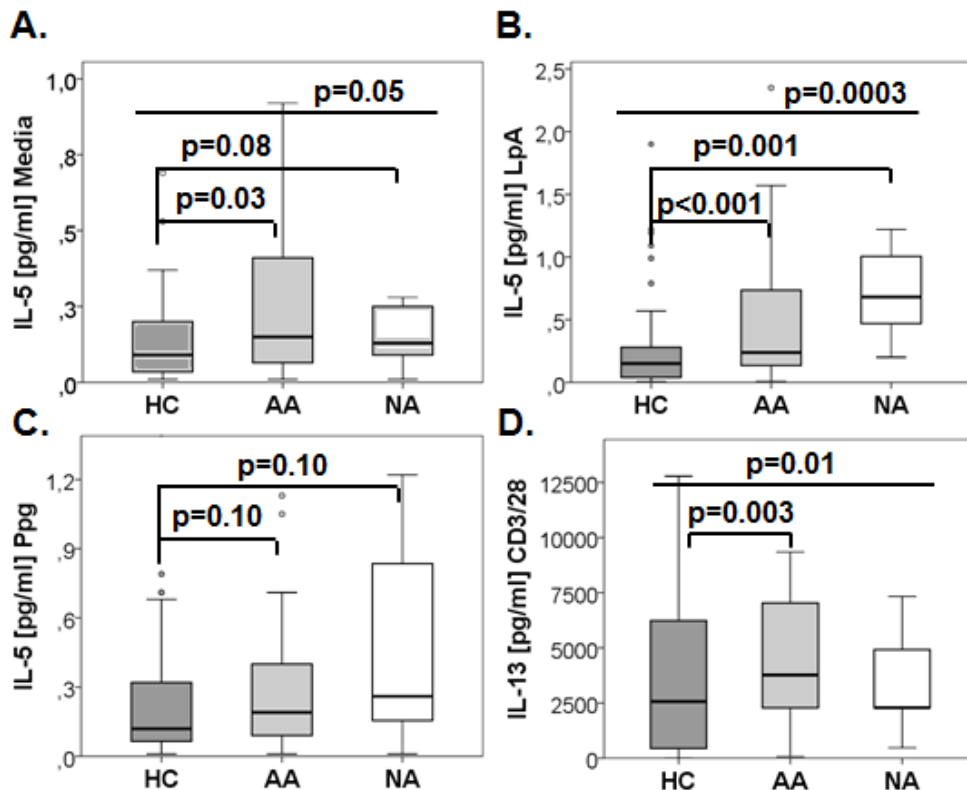 A.
IL-5 [pg/ml] Media
1,0
,8
,5
,3
,0
p=0.05
p=0.08
p=0.03
HC AA NA
B.
IL-5 [pg/ml] LpA
2,5
2,0
1,5
1,0
,5
,0
p=0.0003
p=0.001
p<0.001
HC AA NA
C.
IL-5 [pg/ml] Ppg
1,2
,9
,6
,3
,0
p=0.10
p=0.10
HC AA NA
D.
IL-13 [pg/ml] CD3/28
12500
10000
7500
5000
2500
0
p=0.01
p=0.003
HC AA NA